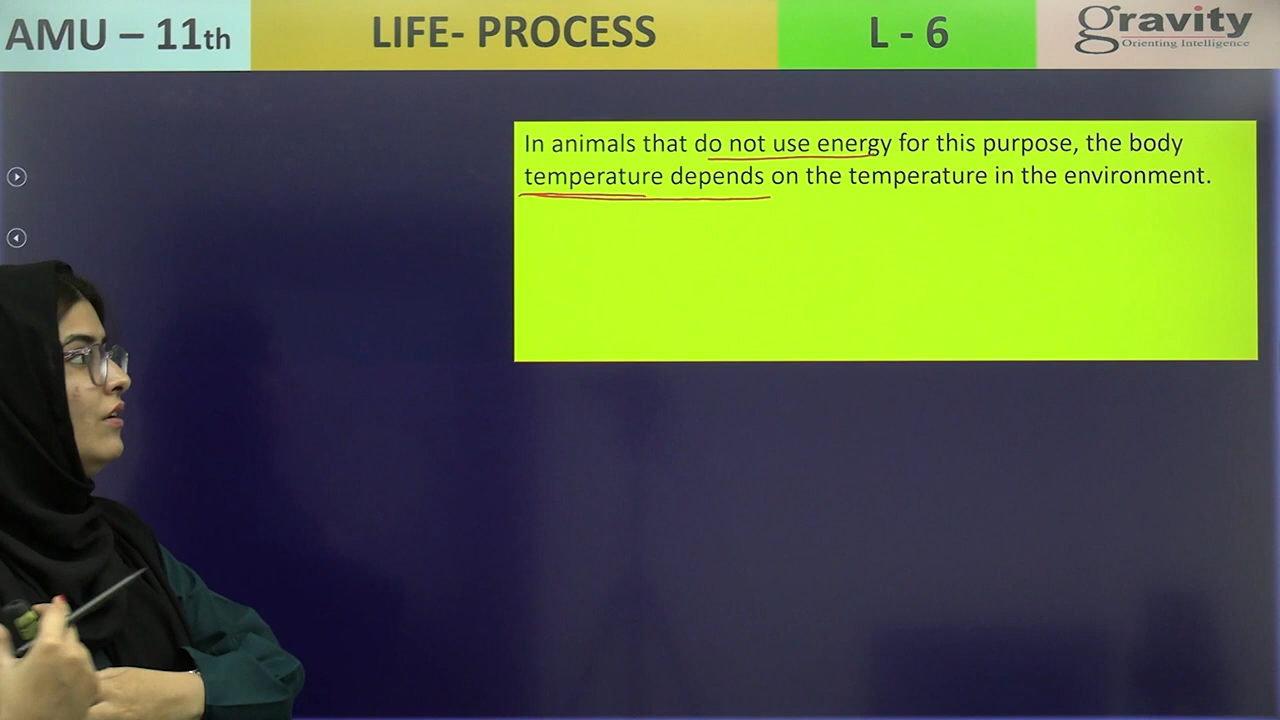 AMU – 11th
LIFE- PROCESS
L - 6
gravity
Orienting Intelligence
In animals that do not use energy for this purpose, the body
temperature depends on the temperature in the environment.